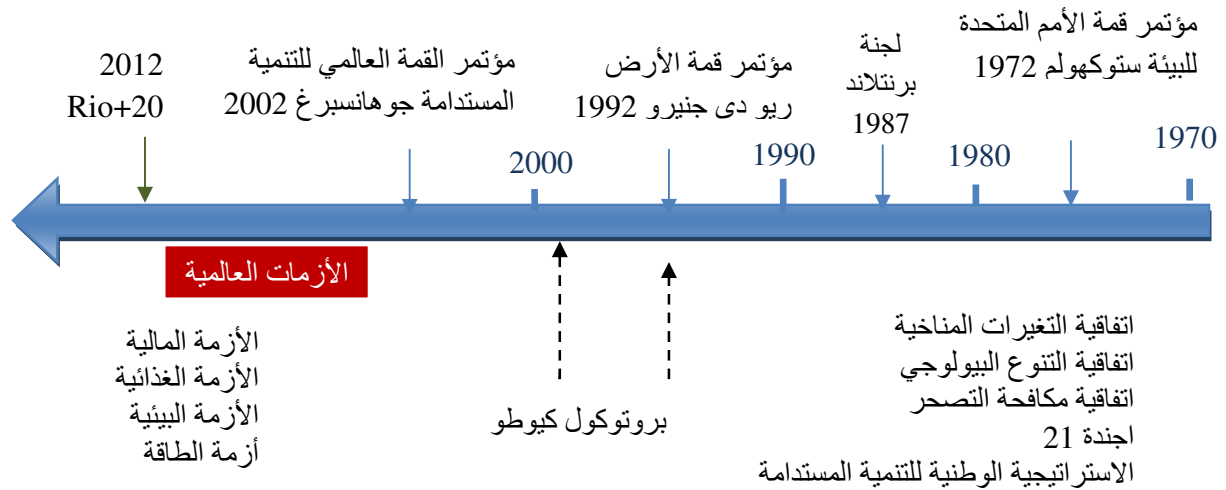 مؤتمر قمة الأمم المتحدة
للبيئة ستوكهولم 1972
لجنة
برنتلاند
1987
مؤتمر قمة الأرض
ريو دى جنيرو 1992
مؤتمر القمة العالمي للتنمية
المستدامة جوهانسبرغ 2002
2012
Rio+20
1970
1980
1990
2000
الأزمات العالمية
اتفاقية التغيرات المناخية
اتفاقية التنوع البيولوجي
اتفاقية مكافحة التصحر
اجندة 21
الاستراتيجية الوطنية للتنمية المستدامة
بروتوكول كيوطو
الأزمة المالية
الأزمة الغذائية
الأزمة البيئية
أزمة الطاقة